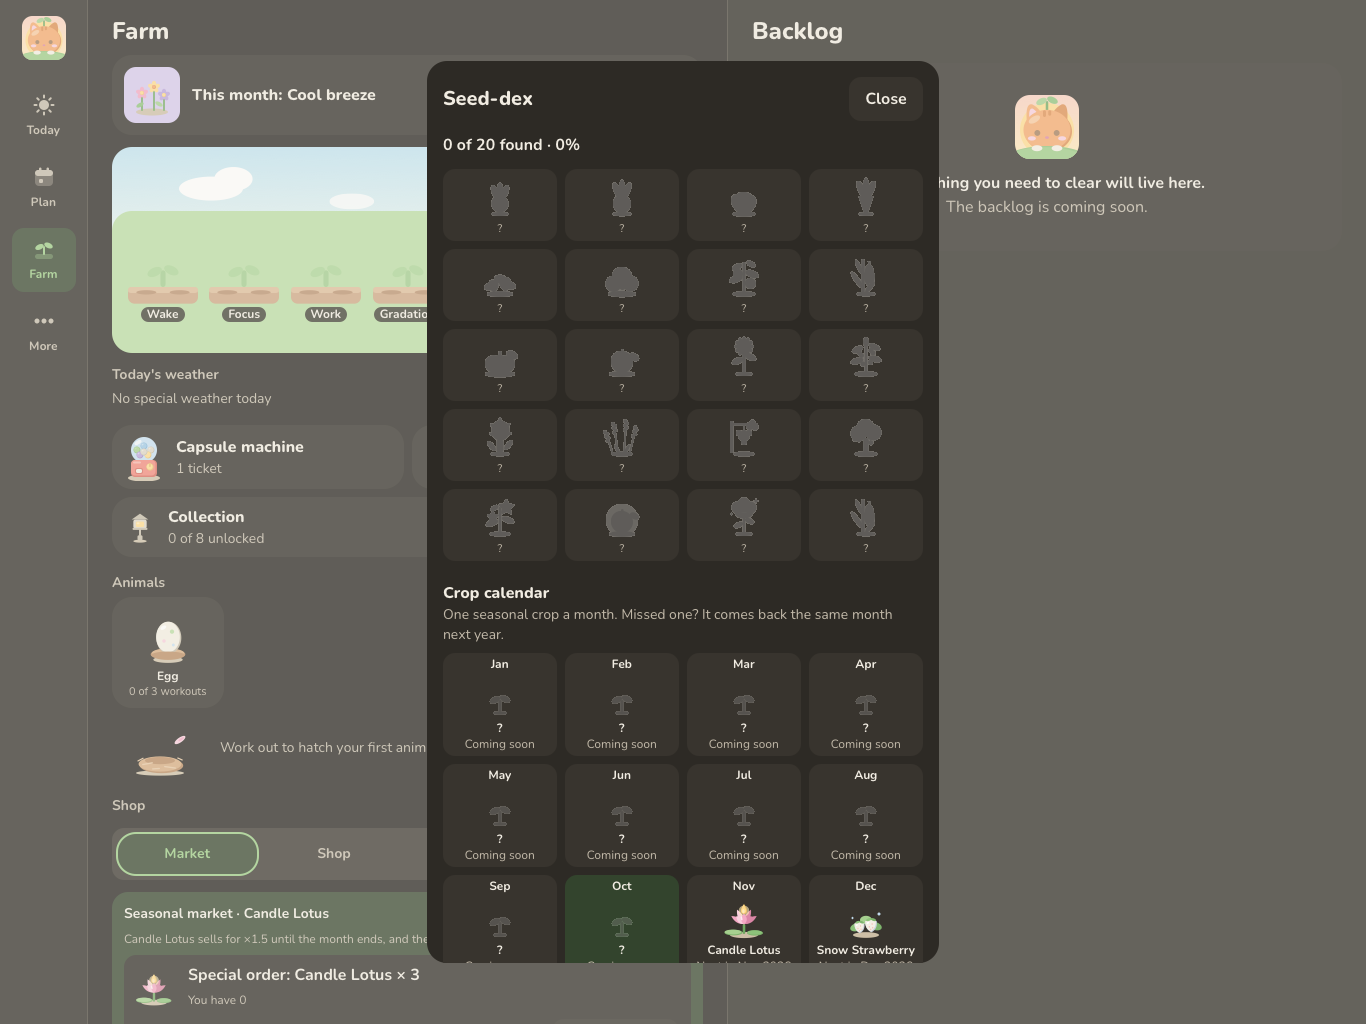 Today
Plan
Farm
More
Farm
This month: Cool breeze
Wake
Focus
Work
Today's weather
No special weather today
Capsule machine
1 ticket
Collection
0 of 8 unlocked
Animals
Egg
0 of 3 workouts
Work out to hatch your first
Shop
Market
Shop
Seasonal market · Candle Lotus
Candle Lotus sells for ×1.5 until the month ends, and
Special order: Candle Lotus × 3
You have 0
Seed-dex
Close
0 of 20 found · 0%
? ? ? ?
? ? ? ?
? ? ? ?
? ? ? ?
? ? ? ?
Crop calendar
One seasonal crop a month. Missed one? It comes back the same month
next year.
Jan Feb Mar Apr
? ? ? ?
Coming soon Coming soon Coming soon Coming soon
May Jun Jul Aug
? ? ? ?
Coming soon Coming soon Coming soon Coming soon
Sep Oct Nov Dec
? ? Candle Lotus Snow Strawberry
Backlog
you need to clear will live here.
The backlog is coming soon.